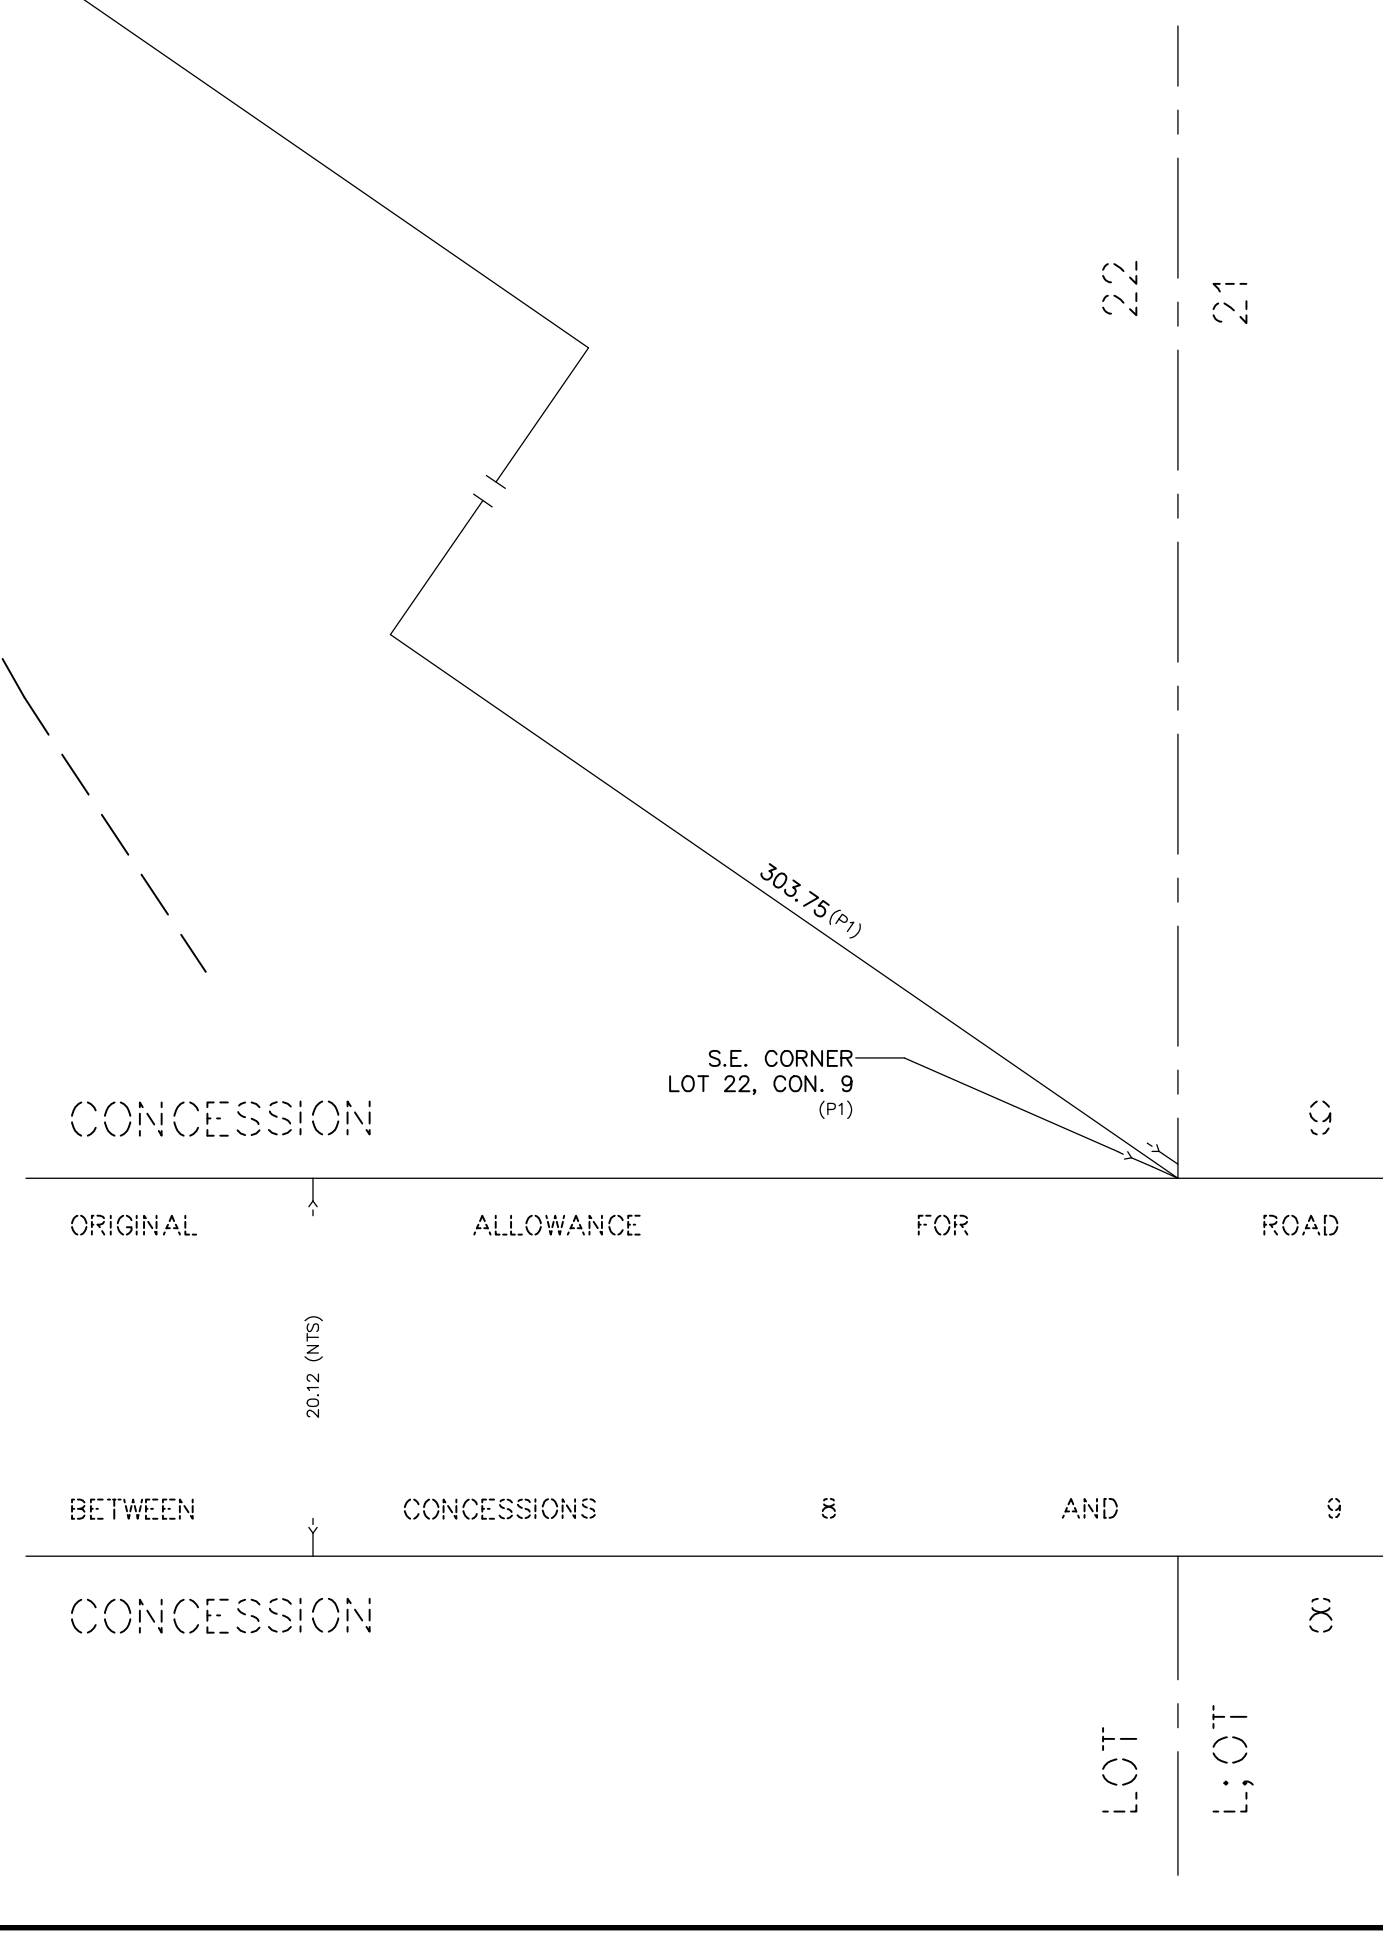 22
21
303.75 (P1)
S.E. CORNER
LOT 22, CON. 9
(P1)
CONCESSION 9
ORIGINAL ALLOWANCE FOR ROAD
20.12 (NTS)
BETWEEN CONCESSIONS 8 AND 9
CONCESSION 8
LOT
L;OT